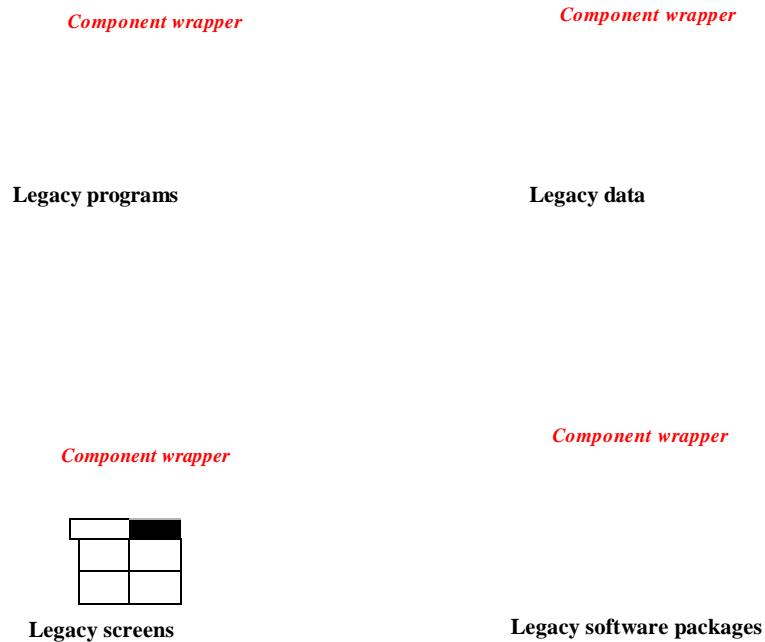 Component wrapper
Component wrapper
Legacy programs
Legacy data
Component wrapper
Component wrapper
Legacy screens
Legacy software packages